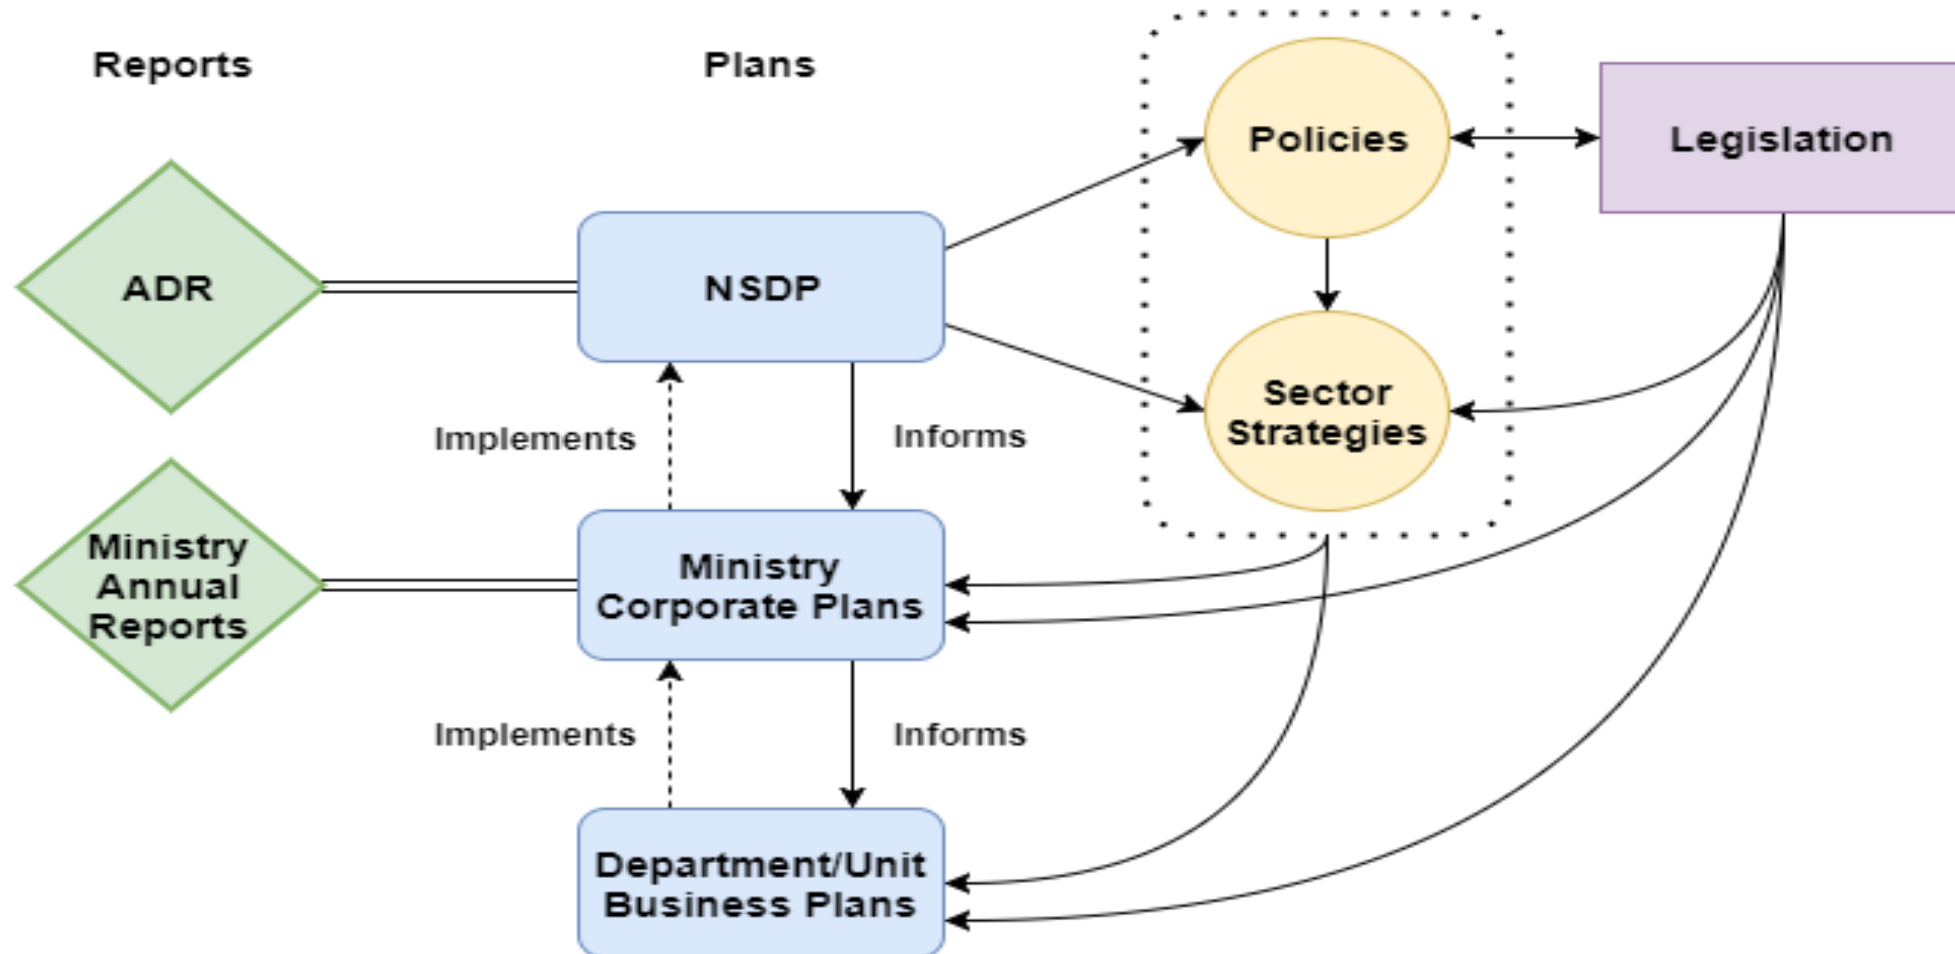 Reports
Plans
Policies
Legislation
ADR
NSDP
Sector
Strategies
Implements
Informs
Ministry
Annual
Reports
Ministry
Corporate Plans
Implements
Informs
Department/Unit
Business Plans